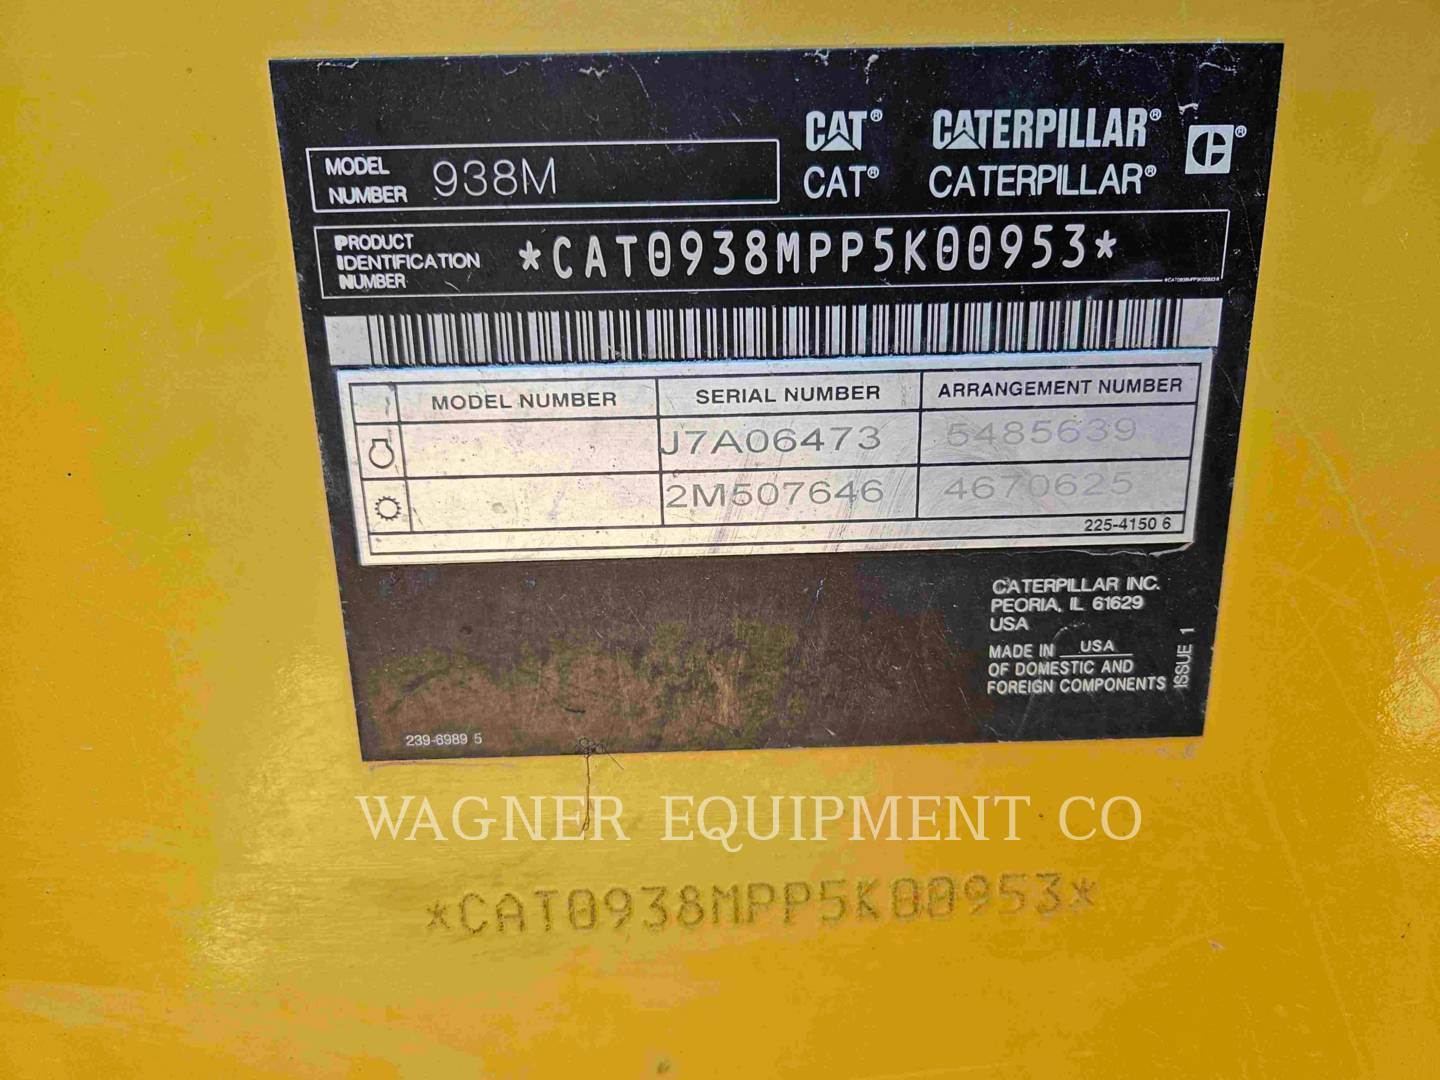 CAT® CATERPILLAR®
CAT® CATERPILLAR®
MODEL NUMBER 938M
PRODUCT IDENTIFICATION NUMBER *CAT0938MPP5K00953*
*CAT0938MPP5K00953*
MODEL NUMBER SERIAL NUMBER ARRANGEMENT NUMBER
J7A06473 5485639
2M507646 4670625
225-4150 6
CATERPILLAR INC.
PEORIA, IL 61629
USA
MADE IN USA
OF DOMESTIC AND
FOREIGN COMPONENTS
ISSUE 1
239-6989 5
WAGNER EQUIPMENT CO
*CAT0938MPP5K00953*